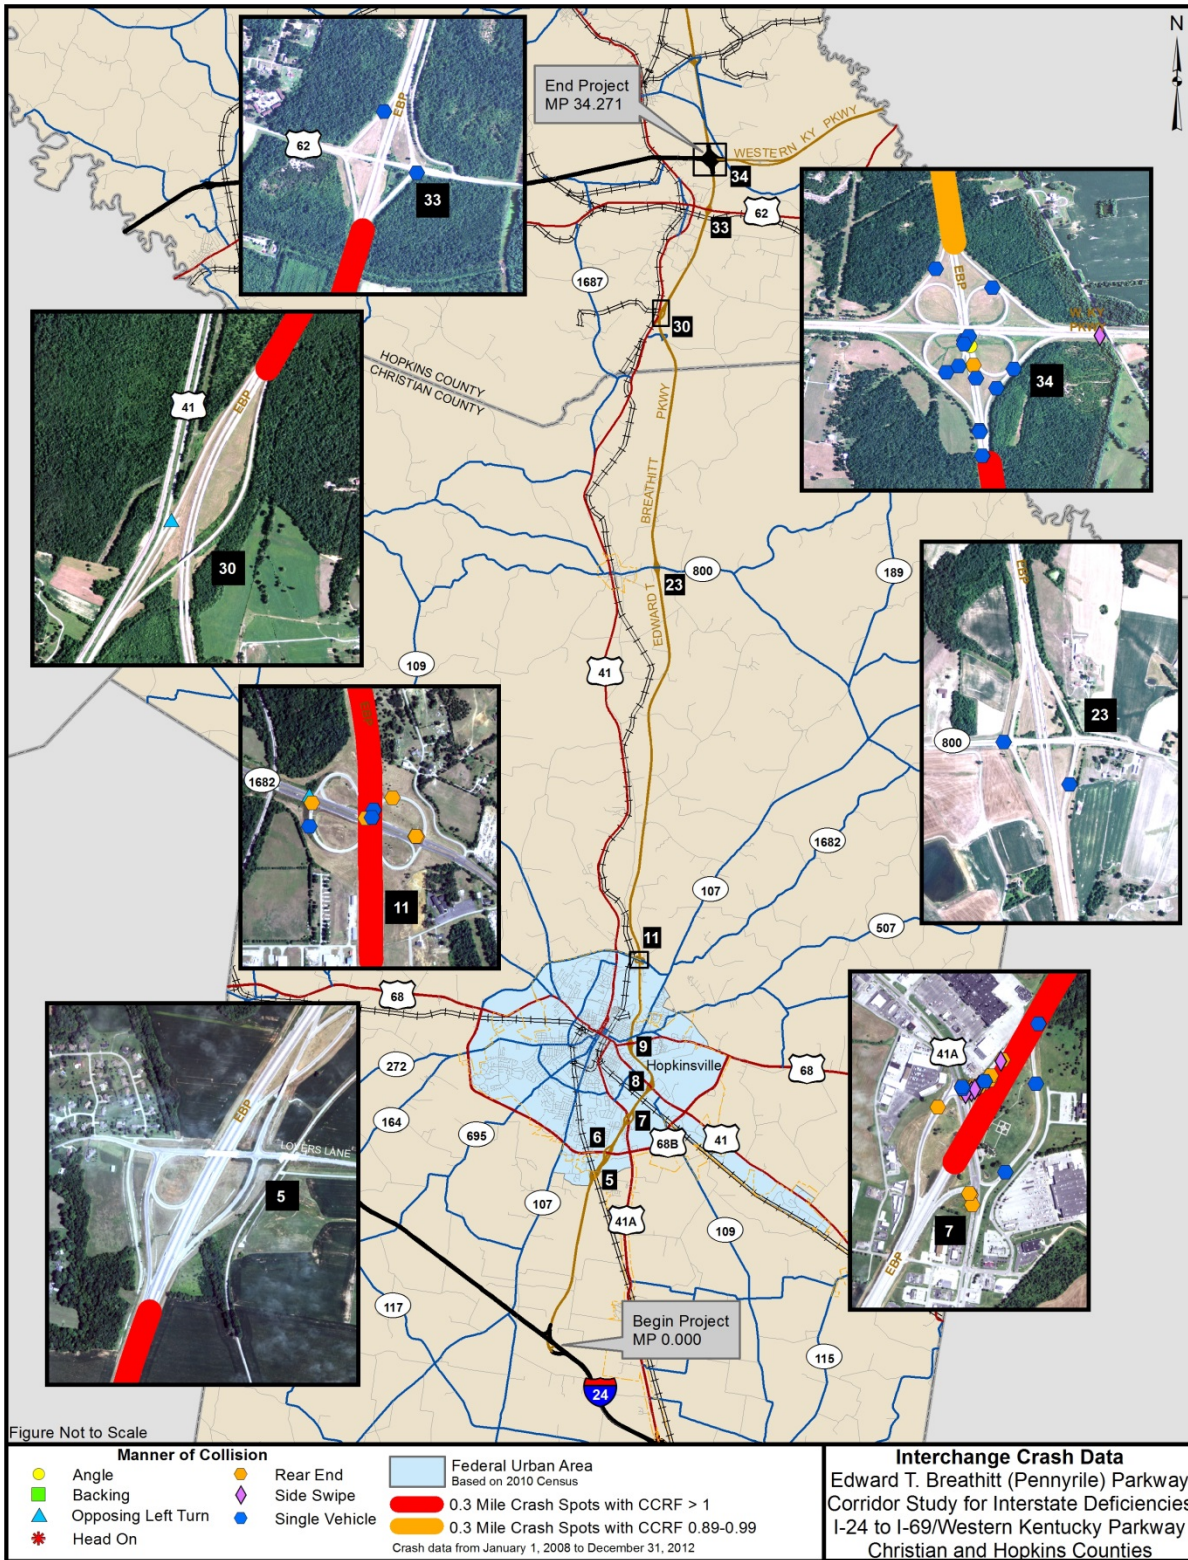 N
End Project
MP 34.271
WESTERN KY PKWY
EBP
62
33
34
62
33
1687
30
EBP
W KY
PKWY
34
HOPKINS COUNTY
CHRISTIAN COUNTY
41
EBP
30
EDWARD T BREATHITT PKWY
800
23
189
109
41
EBP
800
23
1682
11
1682
107
507
11
68
9
Hopkinsville
68
8
272
7
164
6
695
68B
41
5
107
41A
109
EBP
LOVERS LANE
5
41A
7
EBP
117
Begin Project
MP 0.000
115
24
Figure Not to Scale
Manner of Collision
Angle
Backing
Opposing Left Turn
Head On
Rear End
Side Swipe
Single Vehicle
Federal Urban Area
Based on 2010 Census
0.3 Mile Crash Spots with CCRF > 1
0.3 Mile Crash Spots with CCRF 0.89-0.99
Crash data from January 1, 2008 to December 31, 2012
Interchange Crash Data
Edward T. Breathitt (Pennyrile) Parkway
Corridor Study for Interstate Deficiencies
I-24 to I-69/Western Kentucky Parkway
Christian and Hopkins Counties